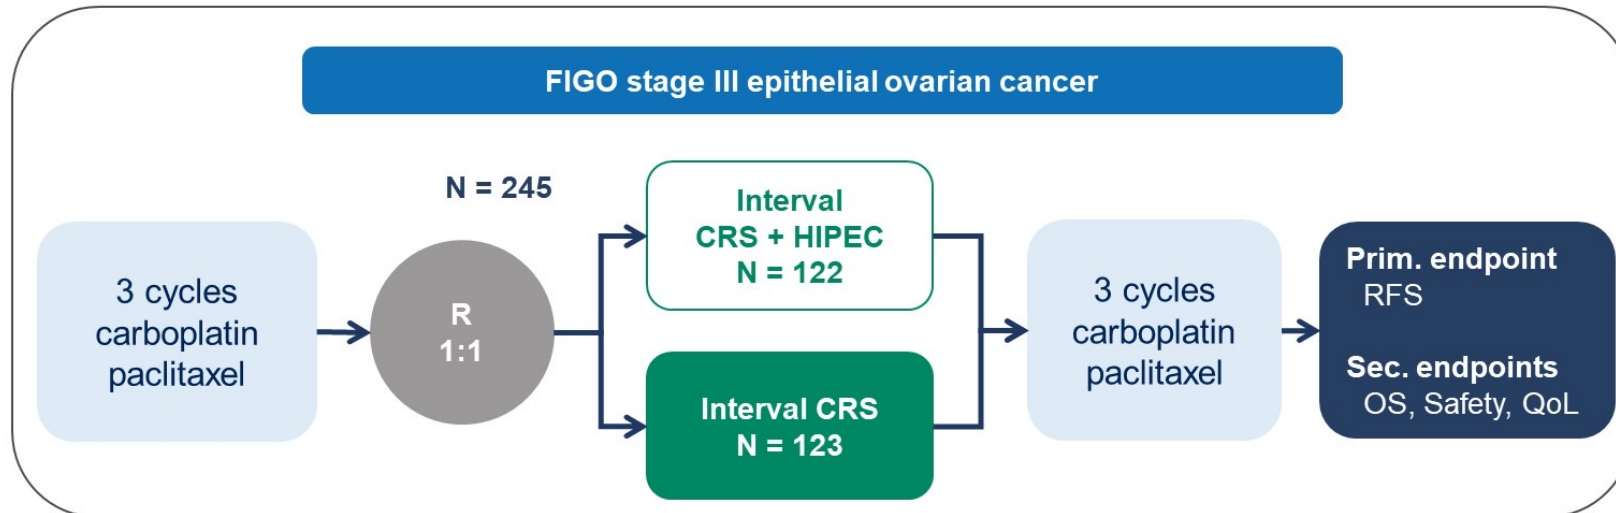 FIGO stage III epithelial ovarian cancer
N = 245
3 cycles
carboplatin
paclitaxel
R
1:1
Interval
CRS + HIPEC
N = 122
Interval CRS
N = 123
3 cycles
carboplatin
paclitaxel
Prim. endpoint
RFS
Sec. endpoints
OS, Safety, QoL